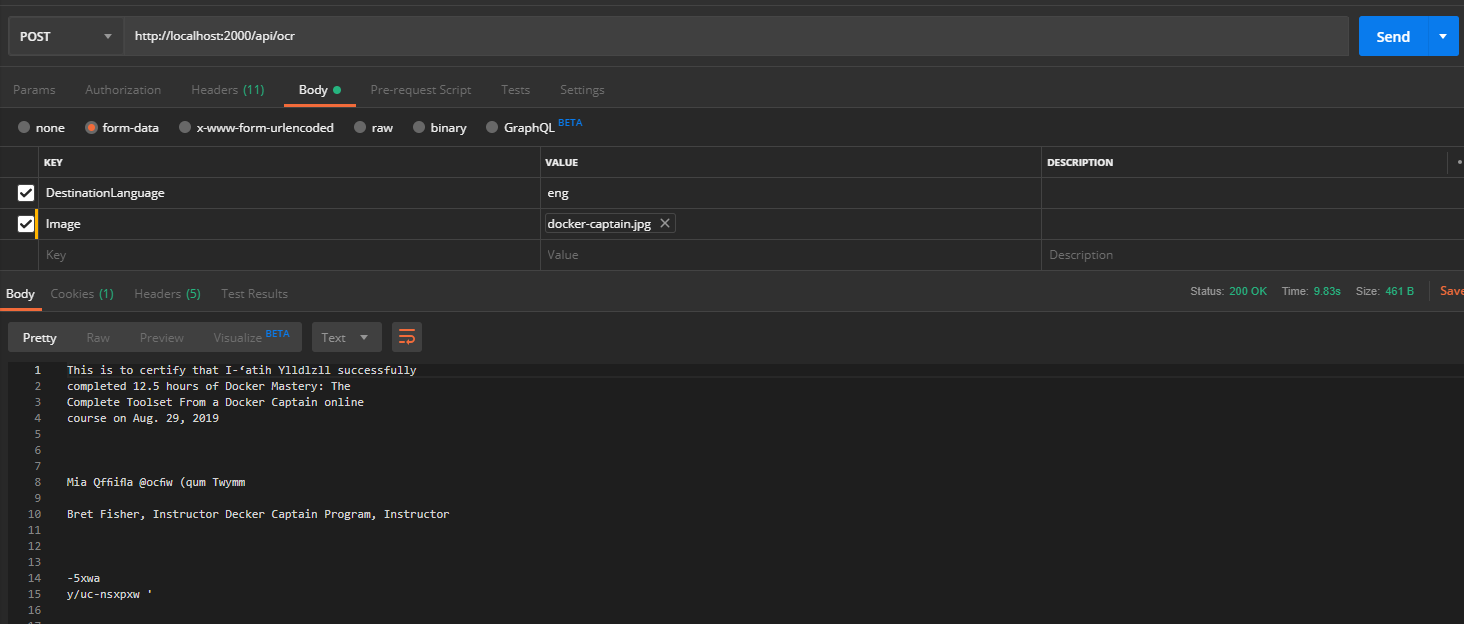 POST
http://localhost:2000/api/ocr
Send
Params Authorization Headers (11) Body Pre-request Script Tests Settings
none form-data x-www-form-urlencoded raw binary GraphQL BETA
KEY VALUE DESCRIPTION
DestinationLanguage eng
Image docker-captain.jpg
Key Value Description
Body Cookies (1) Headers (5) Test Results Status: 200 OK Time: 9.83s Size: 461 B Save
Pretty Raw Preview Visualize BETA Text
1 This is to certify that I-‘atih Ylldlzll successfully
2 completed 12.5 hours of Docker Mastery: The
3 Complete Toolset From a Docker Captain online
4 course on Aug. 29, 2019
5
6
7
8 Mia Qfﬁiﬂa @ocﬁw (qum Twymm
9
10 Bret Fisher, Instructor Decker Captain Program, Instructor
11
12
13
14 -5xwa
15 y/uc-nsxpxw '
16